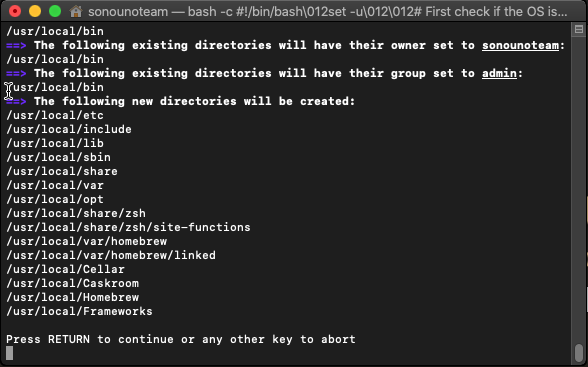 sonounoteam — bash -c #!/bin/bash\012set -u\012\012# First check if the OS is...
/usr/local/bin
==> The following existing directories will have their owner set to sonounoteam:
/usr/local/bin
==> The following existing directories will have their group set to admin:
/usr/local/bin
==> The following new directories will be created:
/usr/local/etc
/usr/local/include
/usr/local/lib
/usr/local/sbin
/usr/local/share
/usr/local/var
/usr/local/opt
/usr/local/share/zsh
/usr/local/share/zsh/site-functions
/usr/local/var/homebrew
/usr/local/var/homebrew/linked
/usr/local/Cellar
/usr/local/Caskroom
/usr/local/Homebrew
/usr/local/Frameworks
Press RETURN to continue or any other key to abort